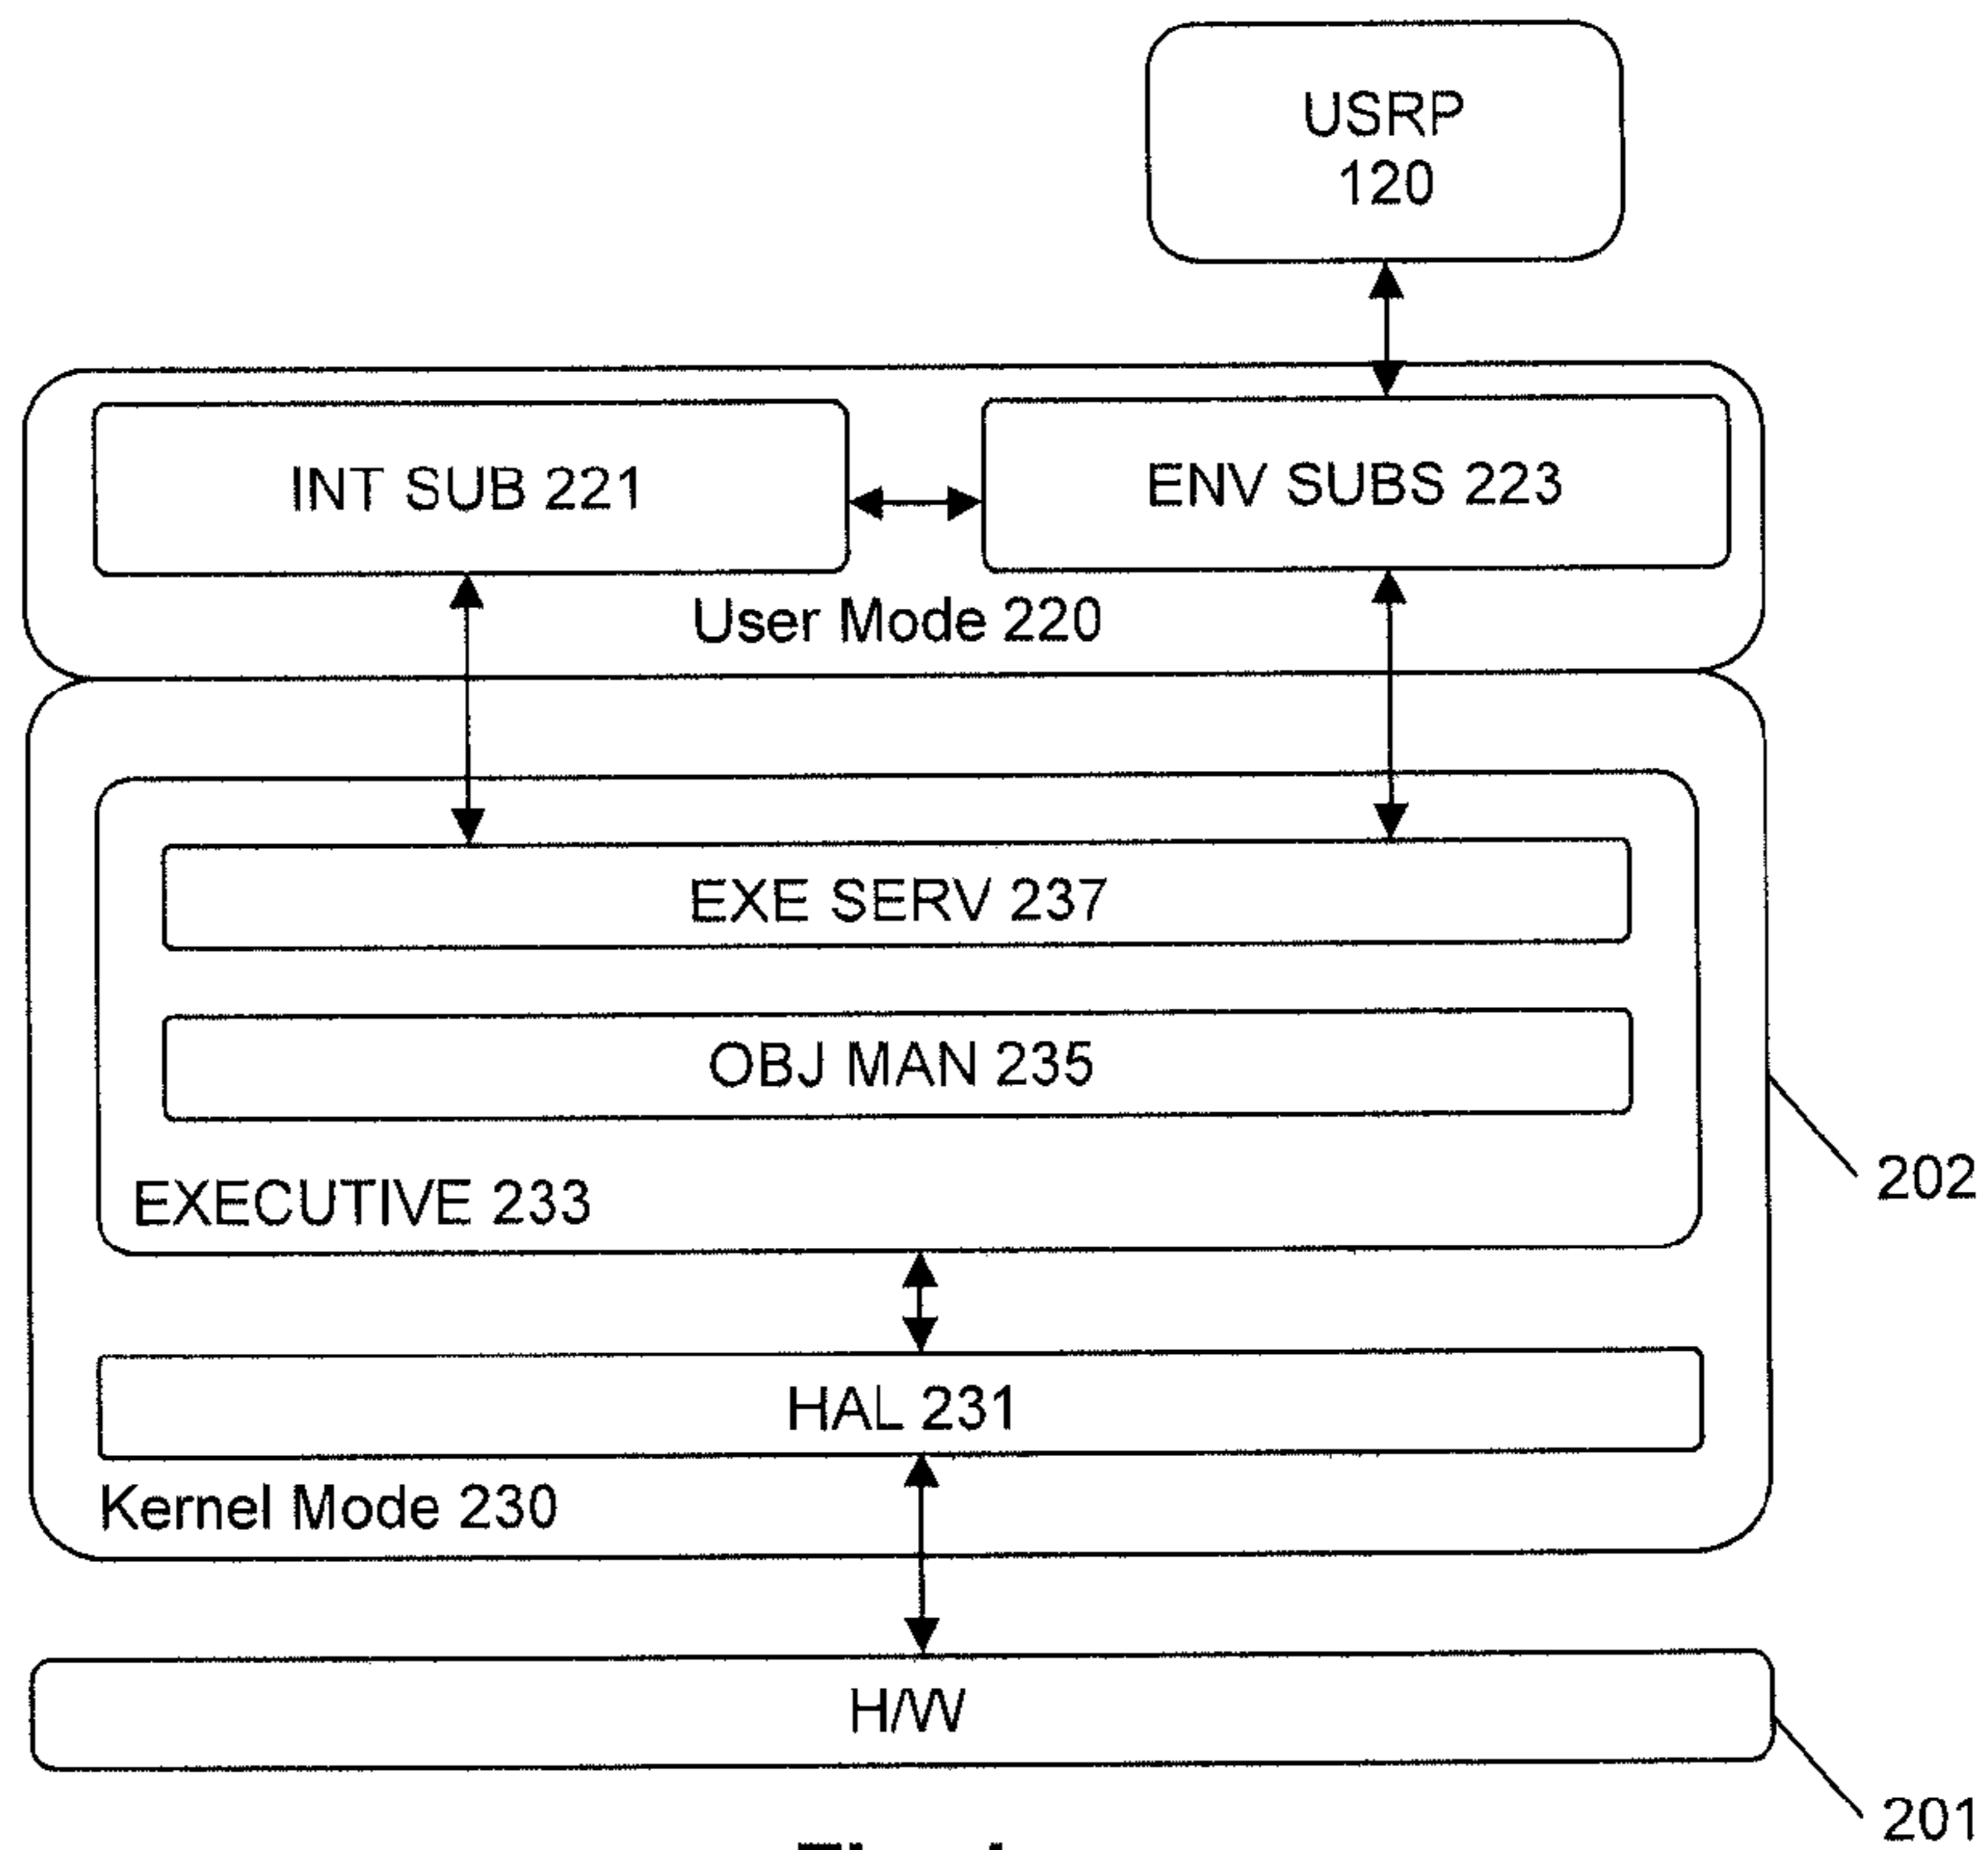 USRP
120
INT SUB 221
ENV SUBS 223
User Mode 220
EXE SERV 237
OBJ MAN 235
202
EXECUTIVE 233
HAL 231
Kernel Mode 230
H/W
201